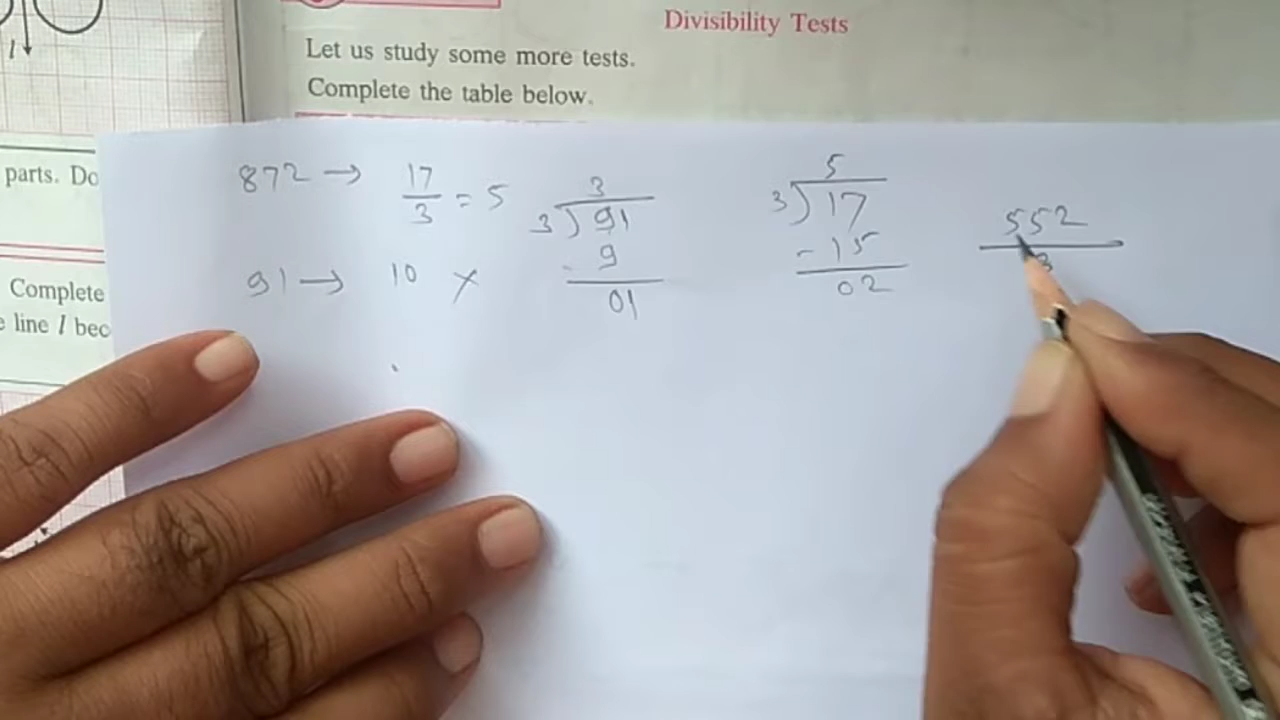 Divisibility Tests
Let us study some more tests.
Complete the table below.
l
parts. Do
Complete
line l bec
872 → 17/3 = 5
91 → 10 ×
3
3 ) 91
- 9
01
5
3 ) 17
- 15
02
552
3